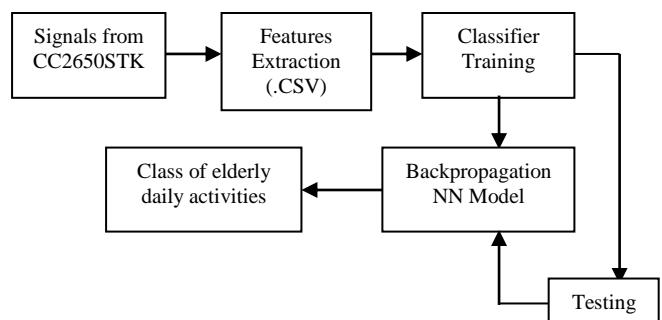 Signals from
CC2650STK
Features
Extraction
(.CSV)
Classifier
Training
Class of elderly
daily activities
Backpropagation
NN Model
Testing